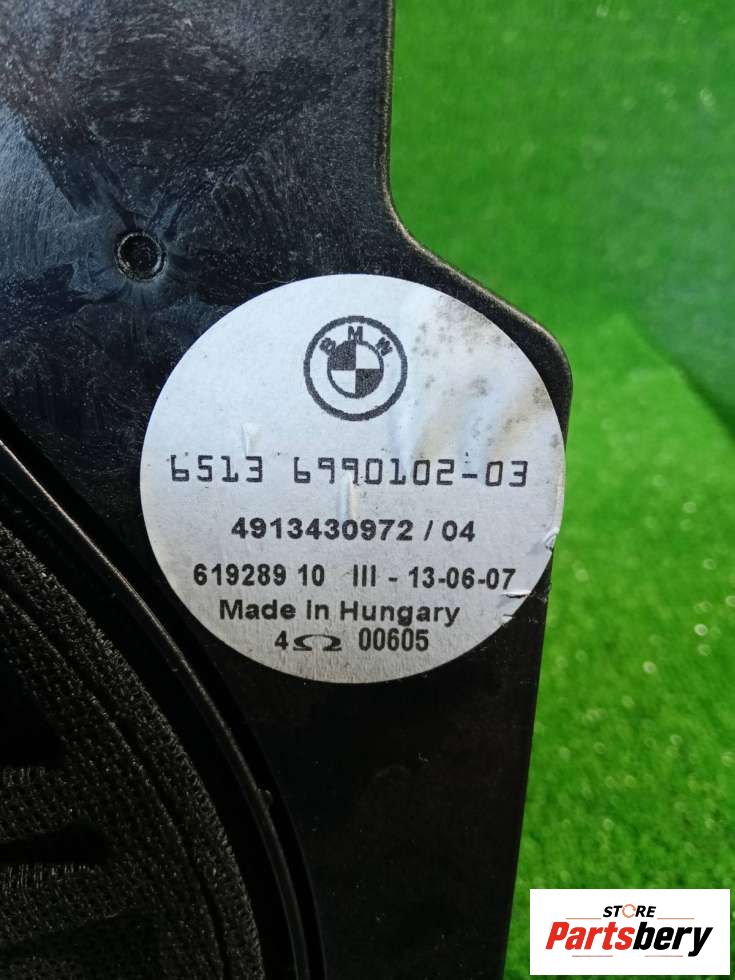 BMW
6513 6990102-03
4913430972 / 04
619289 10 III - 13-06-07
Made in Hungary
4Ω 00605
STORE
Partsbery